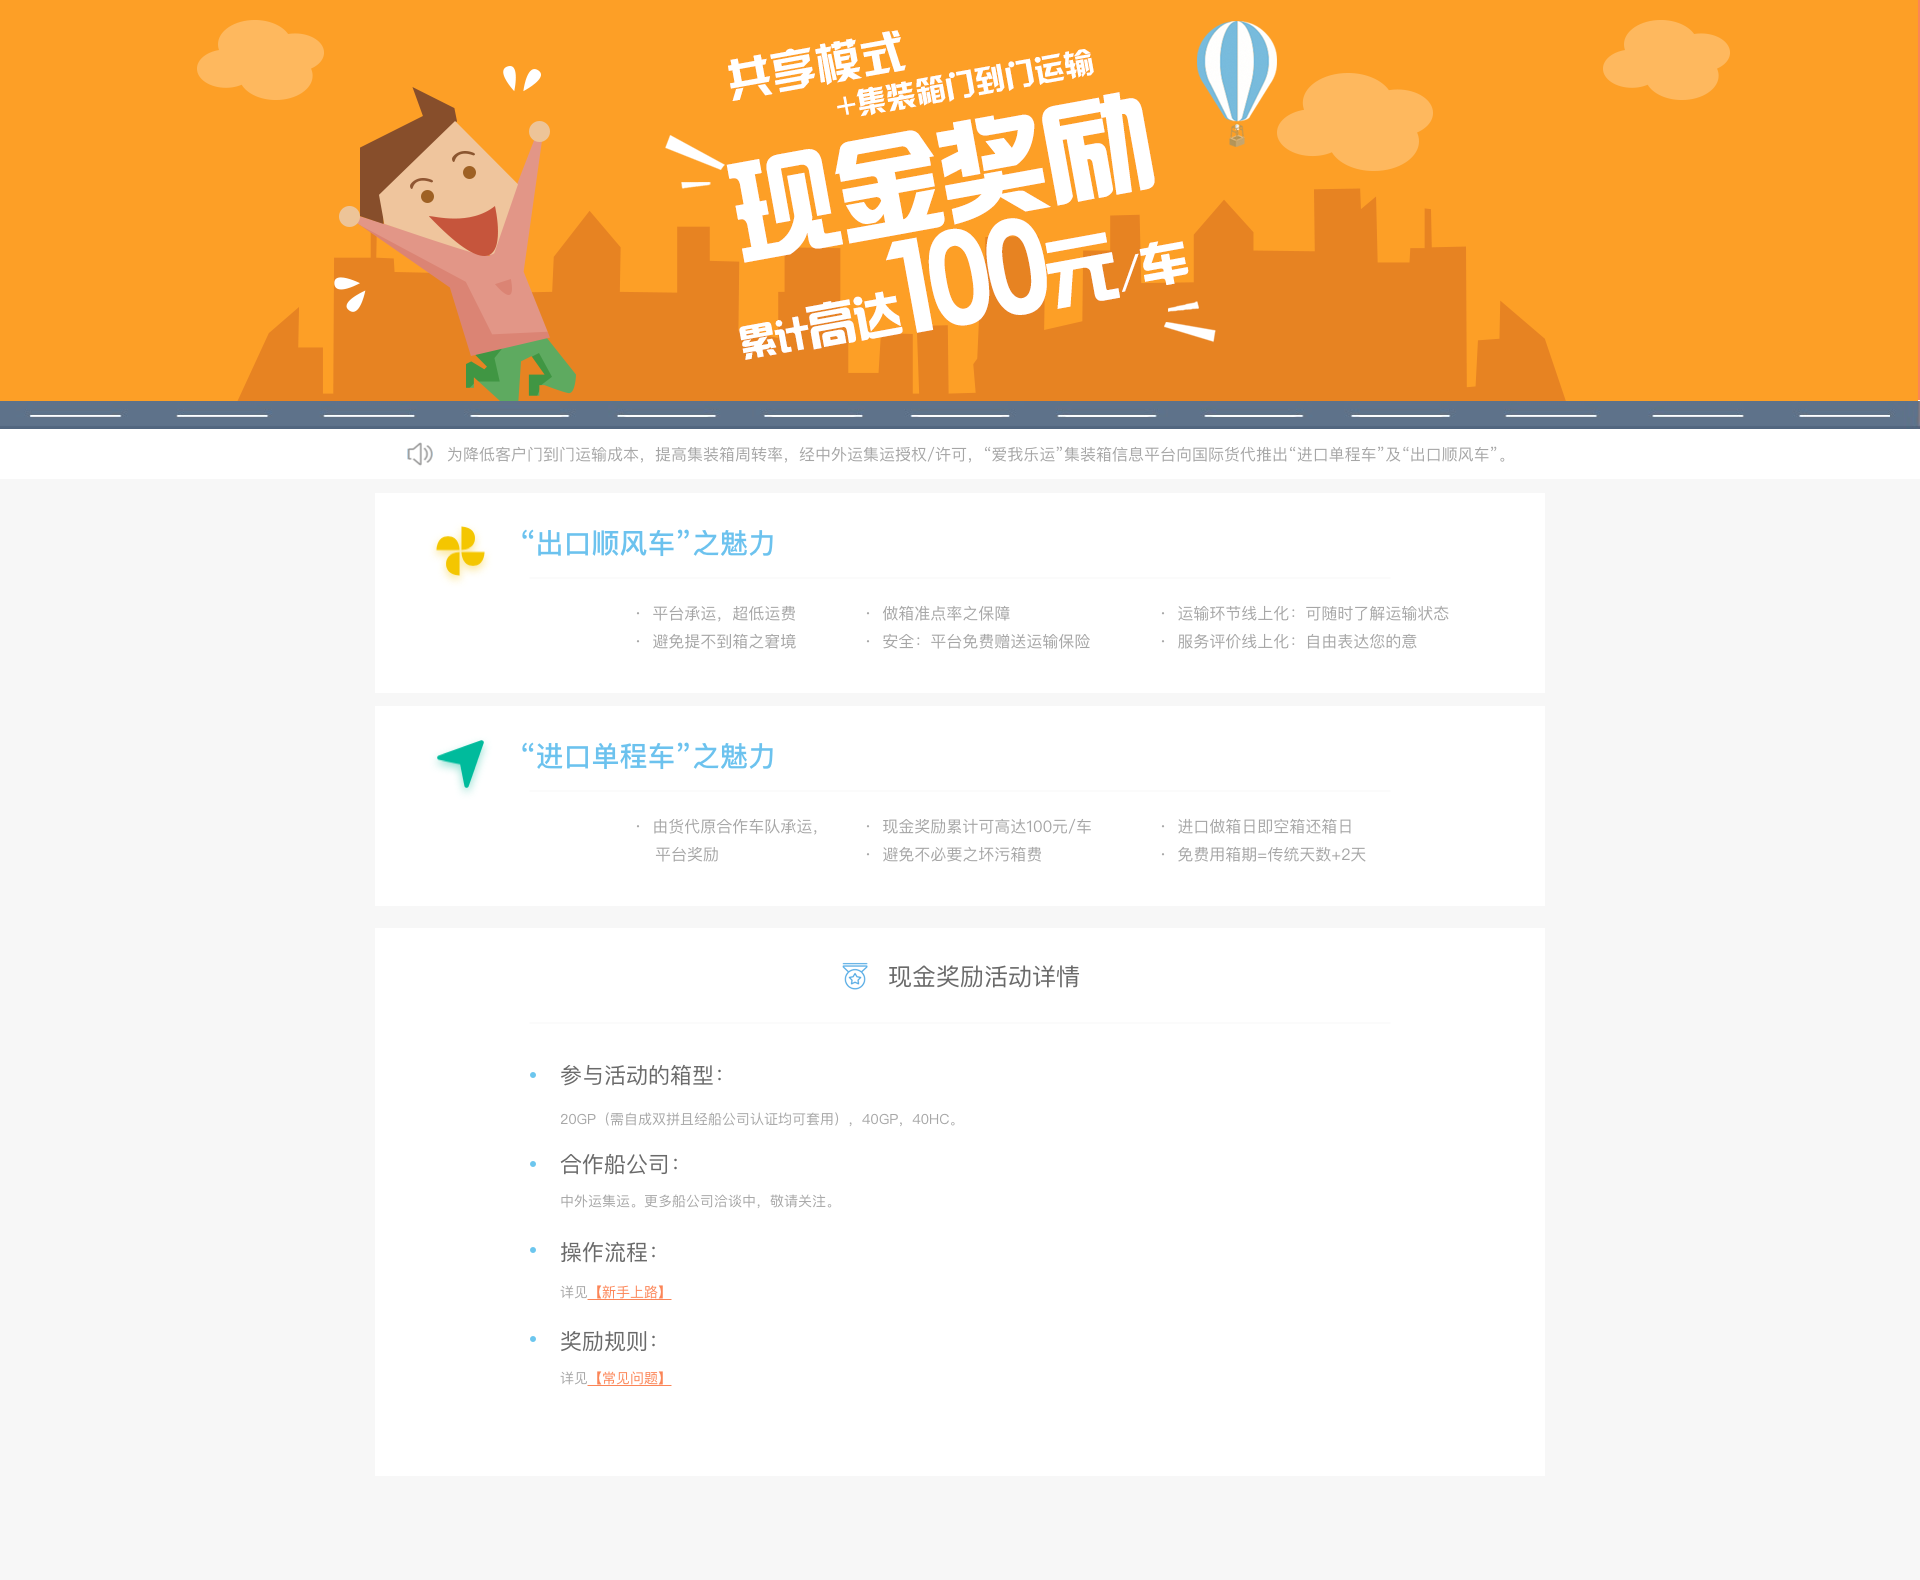 共享模式
+集装箱门到门运输
现金奖励
累计高达100元/车
为降低客户门到门运输成本，提高集装箱周转率，经中外运集运授权/许可，“爱我乐运”集装箱信息平台向国际货代推出“进口单程车”及“出口顺风车”。
“出口顺风车”之魅力
· 平台承运，超低运费
· 避免提不到箱之窘境
· 做箱准点率之保障
· 安全：平台免费赠送运输保险
· 运输环节线上化：可随时了解运输状态
· 服务评价线上化：自由表达您的意
“进口单程车”之魅力
· 由货代原合作车队承运，
平台奖励
· 现金奖励累计可高达100元/车
· 避免不必要之坏污箱费
· 进口做箱日即空箱还箱日
· 免费用箱期=传统天数+2天
现金奖励活动详情
• 参与活动的箱型：
20GP（需自成双拼且经船公司认证均可套用），40GP，40HC。
• 合作船公司：
中外运集运。更多船公司洽谈中，敬请关注。
• 操作流程：
详见【新手上路】
• 奖励规则：
详见【常见问题】